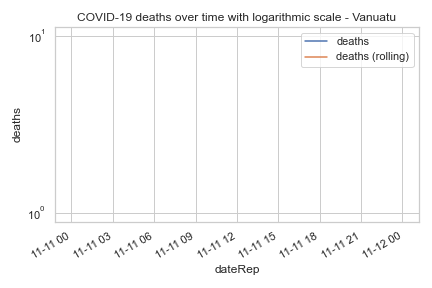 COVID-19 deaths over time with logarithmic scale - Vanuatu
deaths
deaths (rolling)
10¹
10⁰
deaths
11-11 00
11-11 03
11-11 06
11-11 09
11-11 12
11-11 15
11-11 18
11-11 21
11-12 00
dateRep